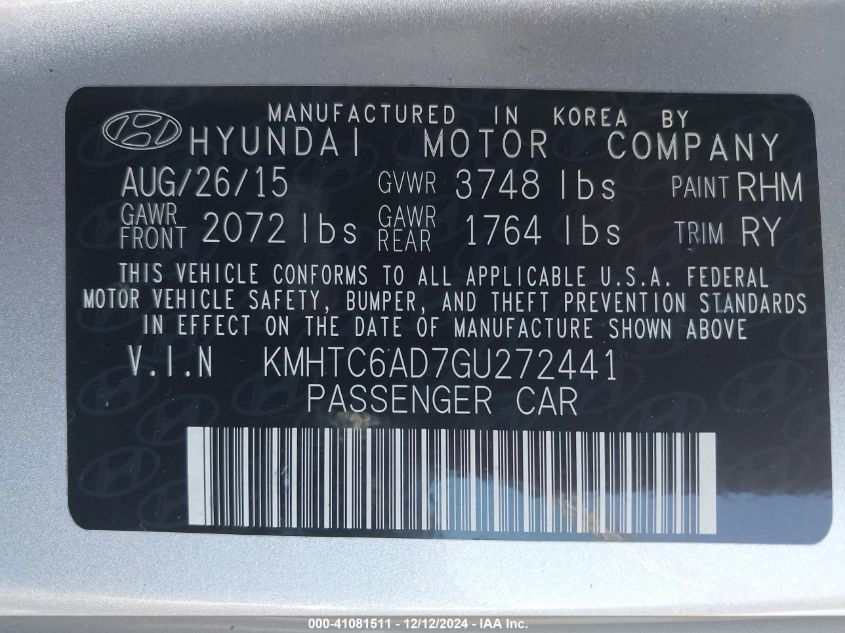 MANUFACTURED IN KOREA BY
HYUNDAI MOTOR COMPANY
AUG/26/15 GVWR 3748 lbs PAINT RHM
GAWR FRONT 2072 lbs GAWR REAR 1764 lbs TRIM RY
THIS VEHICLE CONFORMS TO ALL APPLICABLE U.S.A. FEDERAL
MOTOR VEHICLE SAFETY, BUMPER, AND THEFT PREVENTION STANDARDS
IN EFFECT ON THE DATE OF MANUFACTURE SHOWN ABOVE
V.I.N KMHTC6AD7GU272441
PASSENGER CAR
000-41081511 - 12/12/2024 - IAA Inc.